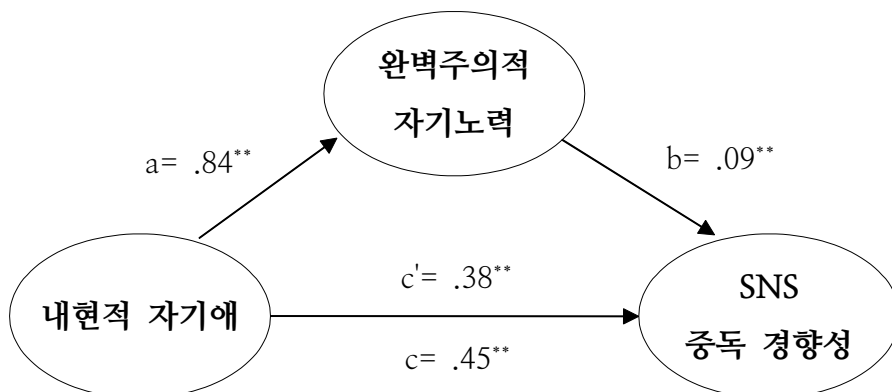 완벽주의적
자기노력
a= .84**
b= .09**
내현적 자기애
c'= .38**
c= .45**
SNS
중독 경향성